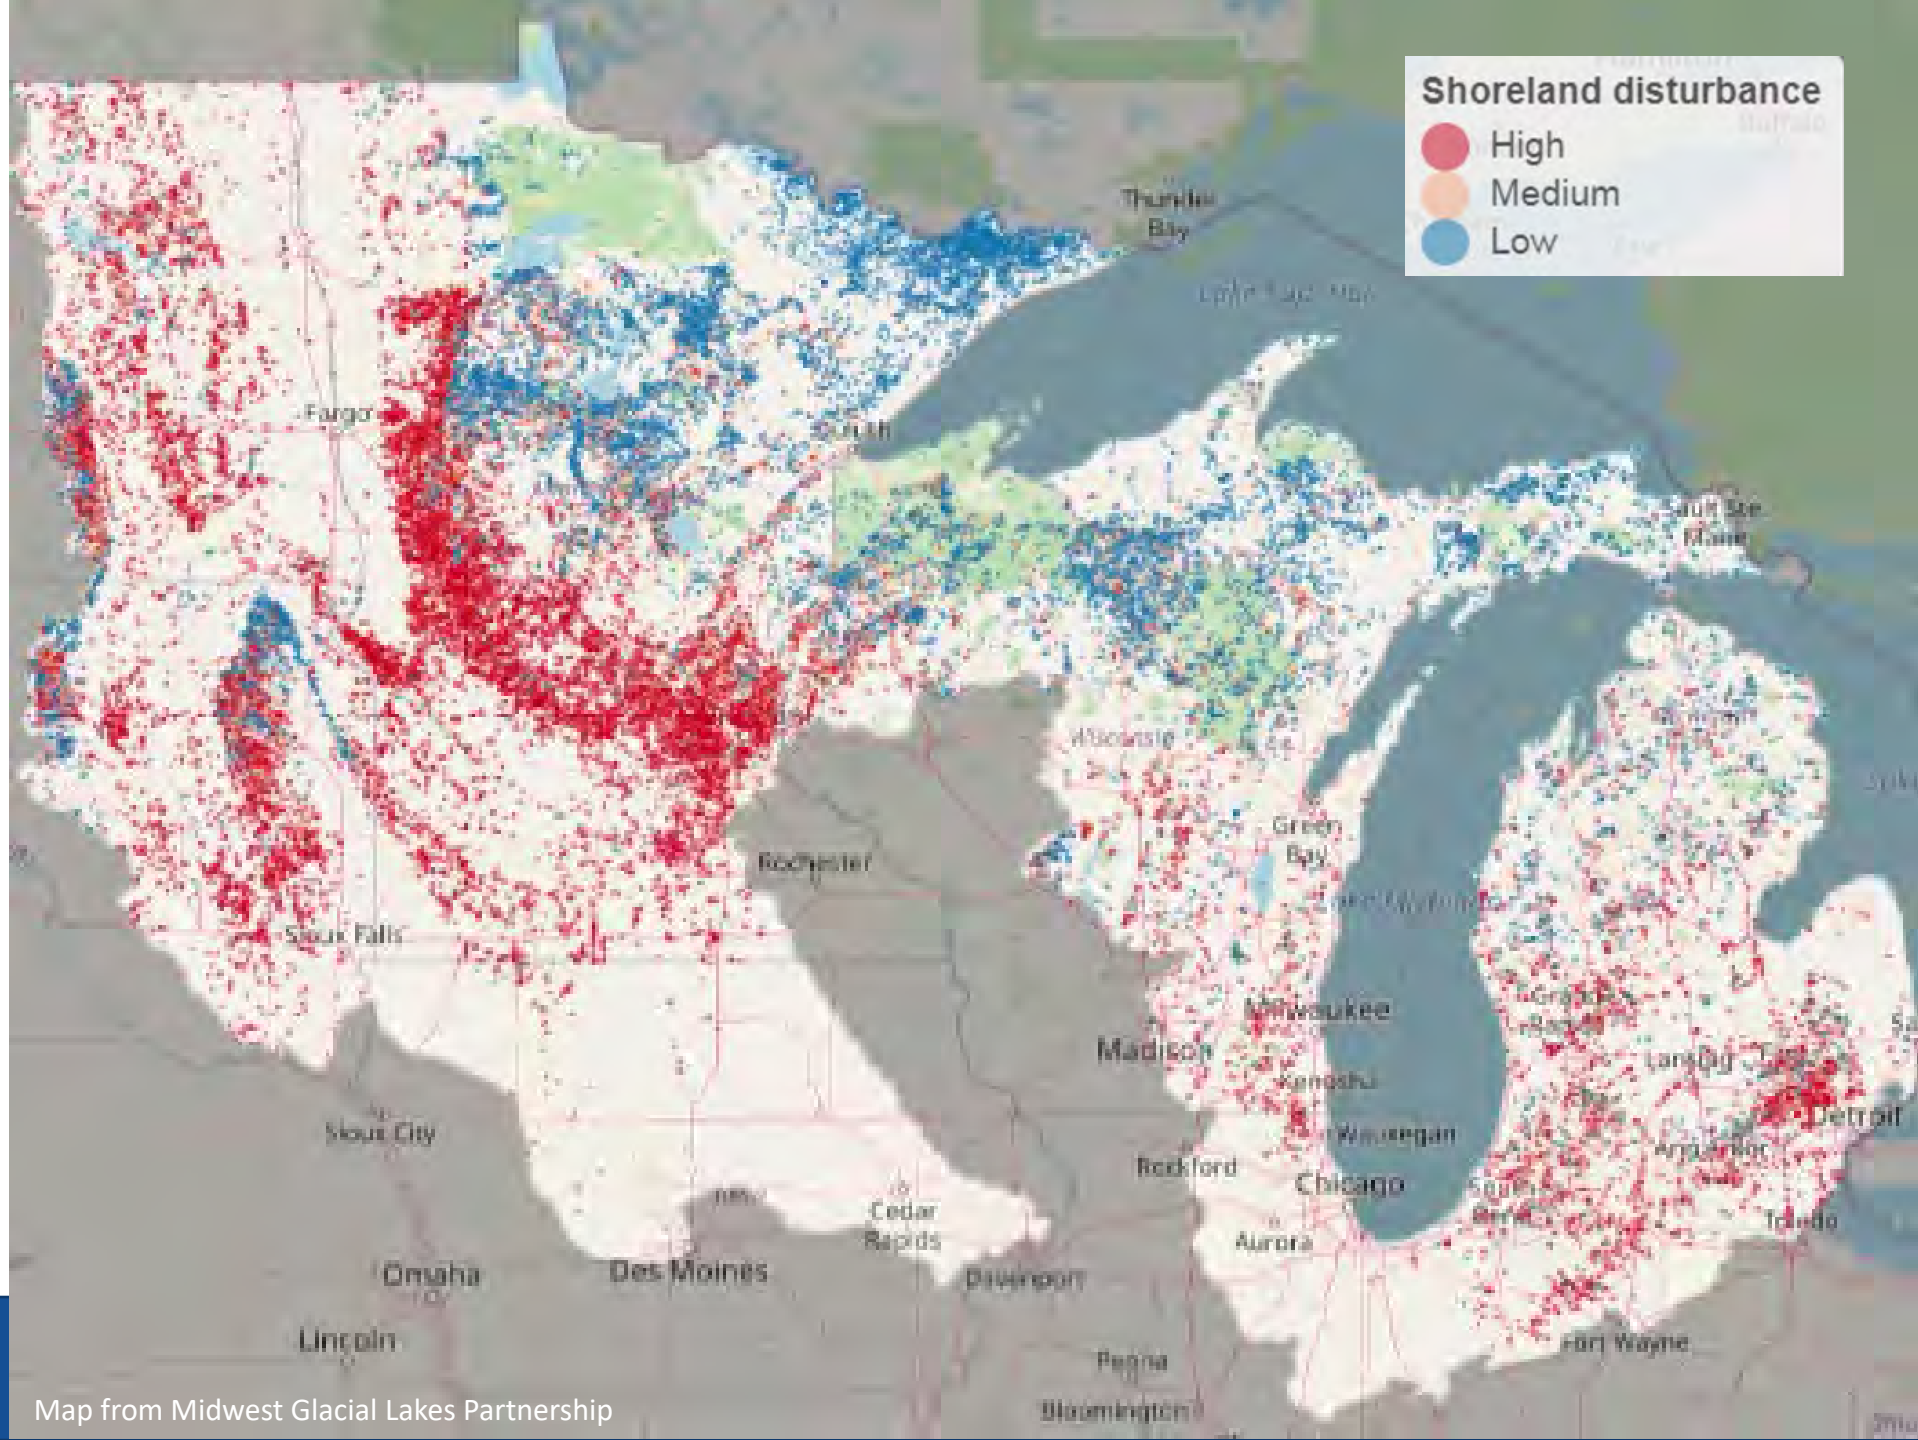 Shoreland disturbance
High
Medium
Low
Thunder
Bay
Fargo
Sault Ste
Marie
Green
Bay
Rochester
Sioux Falls
Milwaukee
Madison
Lansing
Kenosha
Detroit
Sioux City
Waukegan
Ann Arbor
Rockford
Chicago
Cedar
Rapids
Toledo
Aurora
Omaha
Des Moines
Davenport
Lincoln
Fort Wayne
Peoria
Bloomington
Map from Midwest Glacial Lakes Partnership